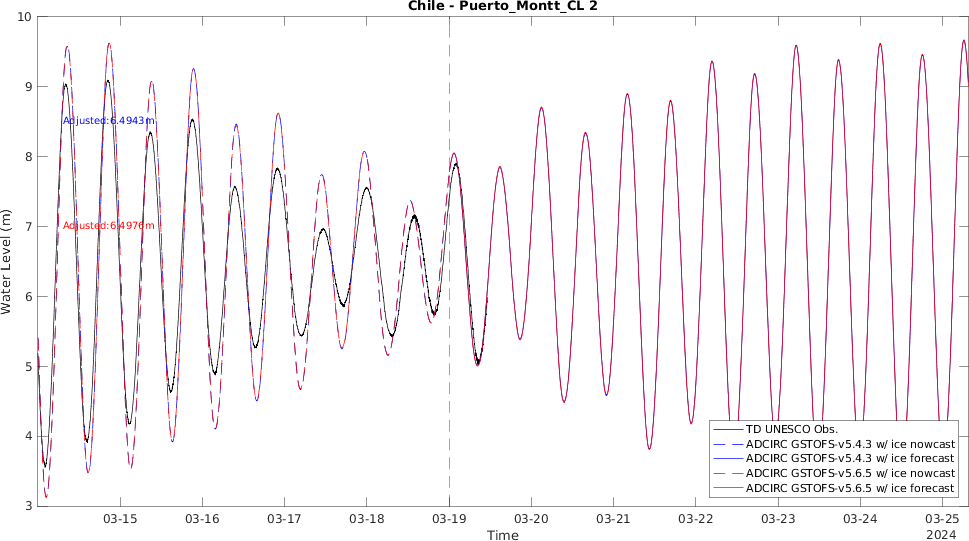 Chile - Puerto_Montt_CL 2
10
9
8
7
6
5
4
3
Water Level (m)
Adjusted:6.4943m
Adjusted:6.4976m
TD UNESCO Obs.
ADCIRC GSTOFS-v5.4.3 w/ ice nowcast
ADCIRC GSTOFS-v5.4.3 w/ ice forecast
ADCIRC GSTOFS-v5.6.5 w/ ice nowcast
ADCIRC GSTOFS-v5.6.5 w/ ice forecast
03-15 03-16 03-17 03-18 03-19 03-20 03-21 03-22 03-23 03-24 03-25
Time
2024